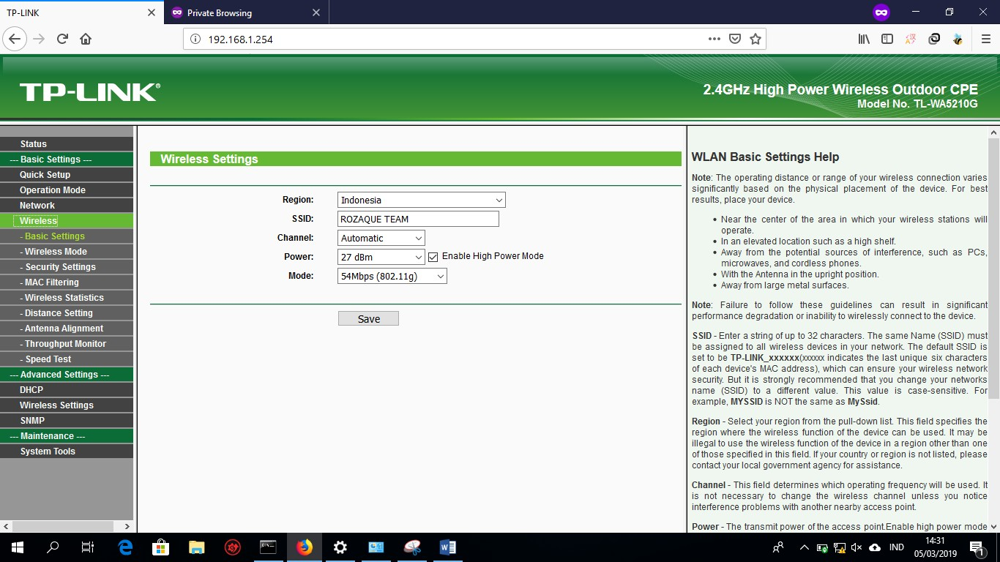 TP-LINK
Private Browsing
192.168.1.254
TP-LINK®
2.4GHz High Power Wireless Outdoor CPE
Model No. TL-WA5210G
Status
--- Basic Settings ---
Quick Setup
Operation Mode
Network
Wireless
- Basic Settings
- Wireless Mode
- Security Settings
- MAC Filtering
- Wireless Statistics
- Distance Setting
- Antenna Alignment
- Throughput Monitor
- Speed Test
--- Advanced Settings ---
DHCP
Wireless Settings
SNMP
--- Maintenance ---
System Tools
Wireless Settings
Region: Indonesia
SSID: ROZAQUE TEAM
Channel: Automatic
Power: 27 dBm Enable High Power Mode
Mode: 54Mbps (802.11g)
Save
WLAN Basic Settings Help
Note: The operating distance or range of your wireless connection varies
significantly based on the physical placement of the device. For best
results, place your device.
• Near the center of the area in which your wireless stations will
operate.
• In an elevated location such as a high shelf.
• Away from the potential sources of interference, such as PCs,
microwaves, and cordless phones.
• With the Antenna in the upright position.
• Away from large metal surfaces.
Note: Failure to follow these guidelines can result in significant
performance degradation or inability to wirelessly connect to the device.
SSID - Enter a string of up to 32 characters. The same Name (SSID) must
be assigned to all wireless devices in your network. The default SSID is
set to be TP-LINK_xxxxxx(xxxxxx indicates the last unique six characters
of each device's MAC address), which can ensure your wireless network
security. But it is strongly recommended that you change your networks
name (SSID) to a different value. This value is case-sensitive. For
example, MYSSID is NOT the same as MySsid.
Region - Select your region from the pull-down list. This field specifies the
region where the wireless function of the device can be used. It may be
illegal to use the wireless function of the device in a region other than one
of those specified in this field. If your country or region is not listed, please
contact your local government agency for assistance.
Channel - This field determines which operating frequency will be used. It
is not necessary to change the wireless channel unless you notice
interference problems with another nearby access point.
Power - The transmit power of the access point.Enable high power mode
IND
14:31
05/03/2019
1